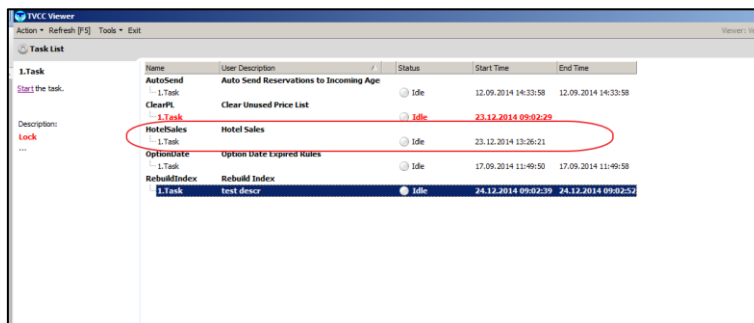 TVCC Viewer
Action Refresh [F5] Tools Exit
Task List
1.Task
Start the task.
Description:
Lock
...
Name User Description Status Start Time End Time
AutoSend Auto Send Reservations to Incoming Age
1.Task Idle 12.09.2014 14:33:58 12.09.2014 14:33:58
ClearPL Clear Unused Price List
1.Task Idle 23.12.2014 09:02:29
HotelSales Hotel Sales
1.Task Idle 23.12.2014 13:26:21
OptionDate Option Date Expired Rules
1.Task Idle 17.09.2014 11:49:50 17.09.2014 11:49:58
RebuildIndex Rebuild Index
1.Task test descr Idle 24.12.2014 09:02:39 24.12.2014 09:02:52